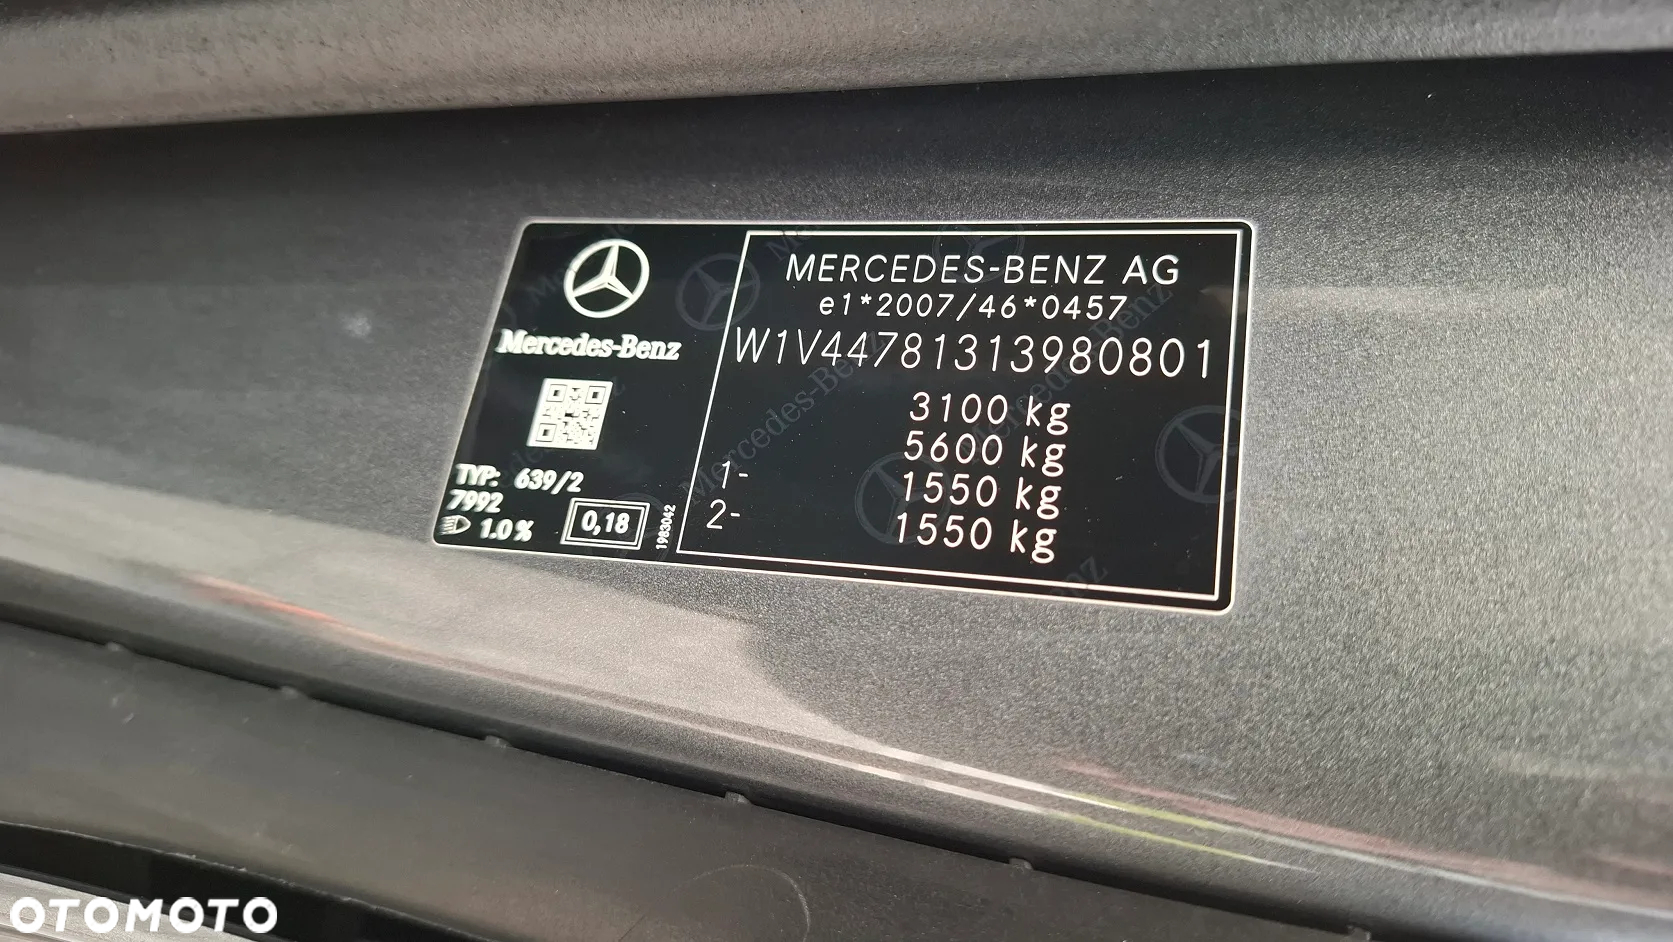 Mercedes-Benz
TYP: 639/2
7992
1.0 %
0,18
1983042
MERCEDES-BENZ AG
e1*2007/46*0457
W1V44781313980801
3100 kg
5600 kg
1- 1550 kg
2- 1550 kg
OTOMOTO